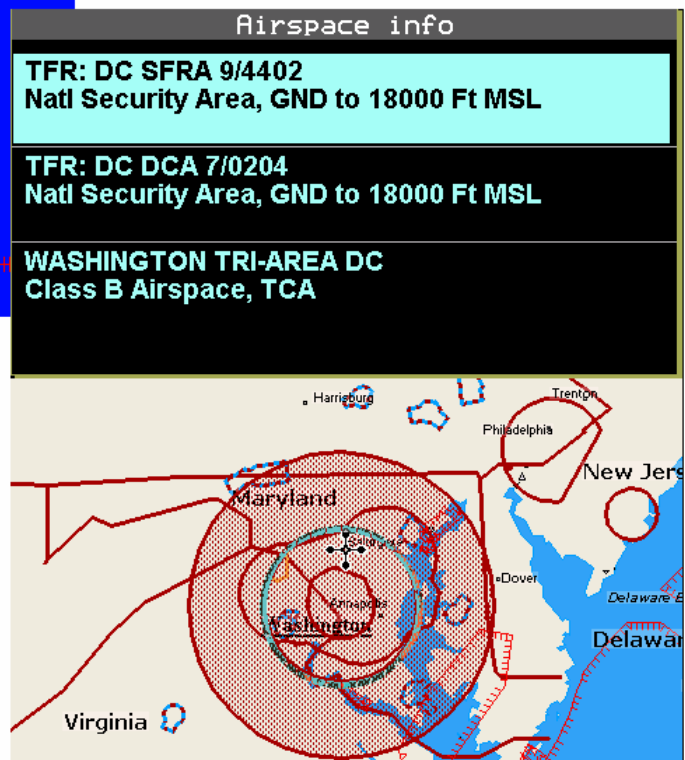 Airspace info
TFR: DC SFRA 9/4402
Natl Security Area, GND to 18000 Ft MSL
TFR: DC DCA 7/0204
Natl Security Area, GND to 18000 Ft MSL
WASHINGTON TRI-AREA DC
Class B Airspace, TCA
Harrisburg
Trenton
Philadelphia
New Jers
Maryland
Dover
Annapolis
Delaware B
Washington
Delawar
Virginia